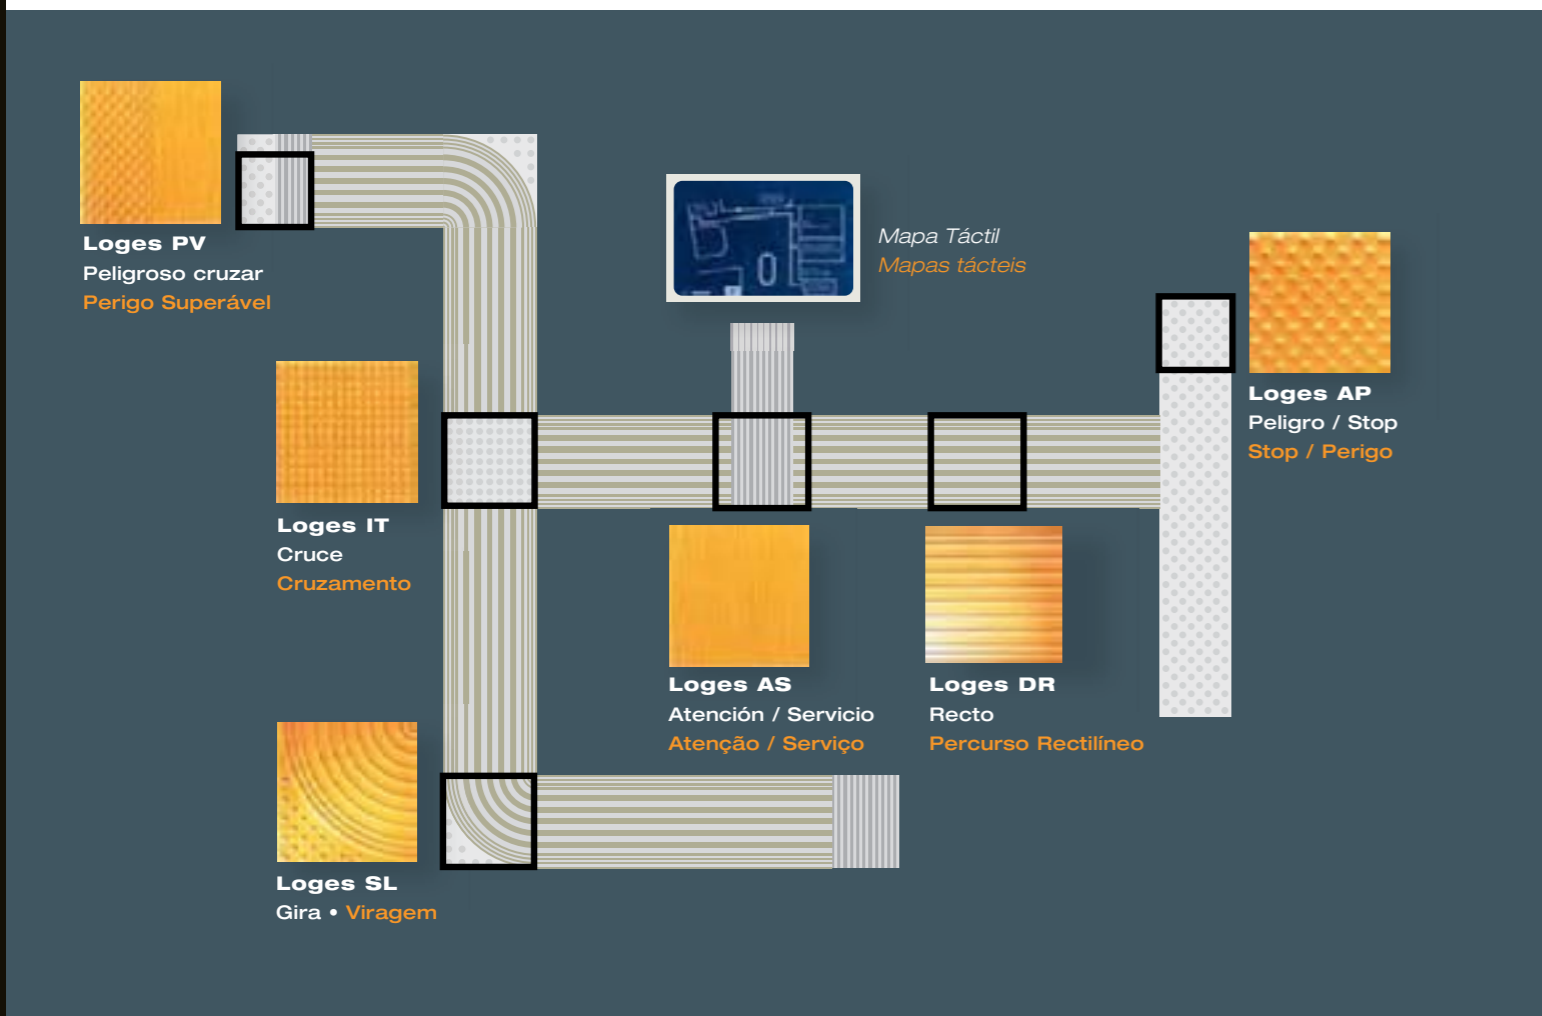 Loges PV
Peligroso cruzar
Perigo Superável
Mapa Táctil
Mapas tácteis
Loges AP
Peligro / Stop
Stop / Perigo
Loges IT
Cruce
Cruzamento
Loges AS
Atención / Servicio
Atenção / Serviço
Loges DR
Recto
Percurso Rectilíneo
Loges SL
Gira • Viragem